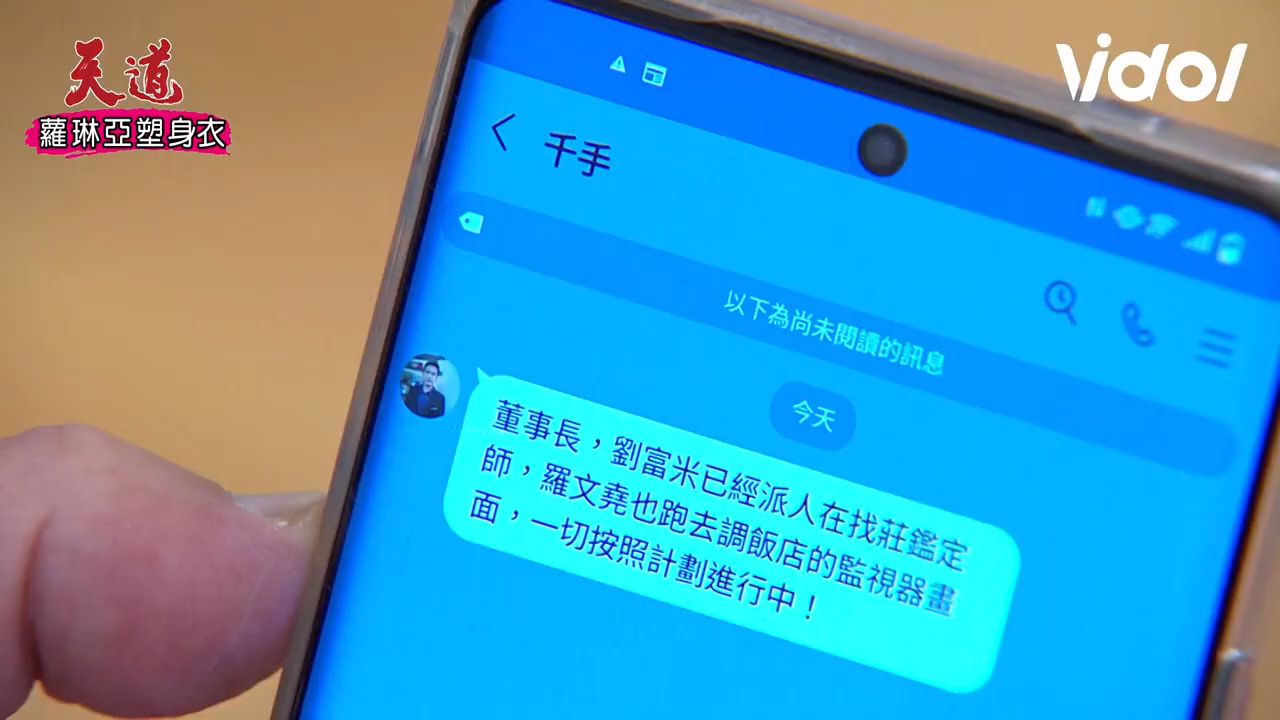 天道
蘿琳亞塑身衣
Vidol
千手
以下為尚未閱讀的訊息
今天
董事長，劉富米已經派人在找莊鑑定
師，羅文堯也跑去調飯店的監視器畫
面，一切按照計劃進行中！